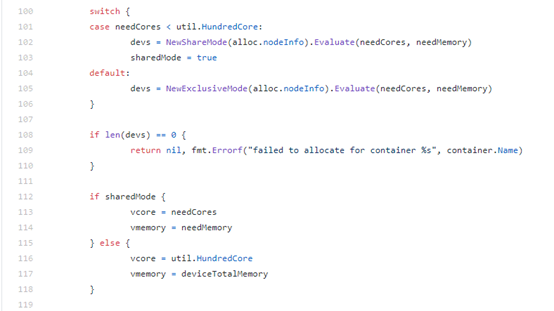 100 switch {
101 case needCores < util.HundredCore:
102 devs = NewShareMode(alloc.nodeInfo).Evaluate(needCores, needMemory)
103 sharedMode = true
104 default:
105 devs = NewExclusiveMode(alloc.nodeInfo).Evaluate(needCores, needMemory)
106 }
107
108 if len(devs) == 0 {
109 return nil, fmt.Errorf("failed to allocate for container %s", container.Name)
110 }
111
112 if sharedMode {
113 vcore = needCores
114 vmemory = needMemory
115 } else {
116 vcore = util.HundredCore
117 vmemory = deviceTotalMemory
118 }
119